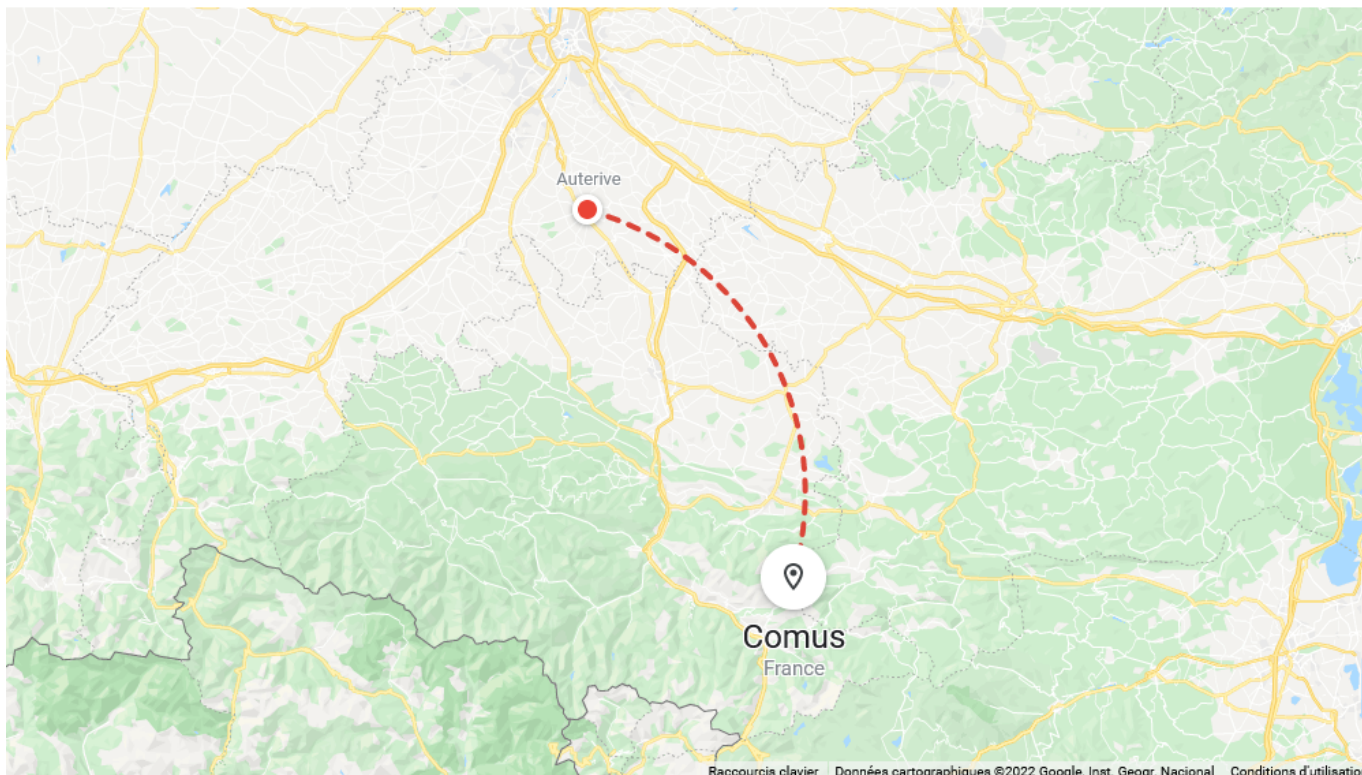 Auterive
Comus
France
Raccourcis clavier Données cartographiques ©2022 Google, Inst. Geogr. Nacional Conditions d'utilisatio